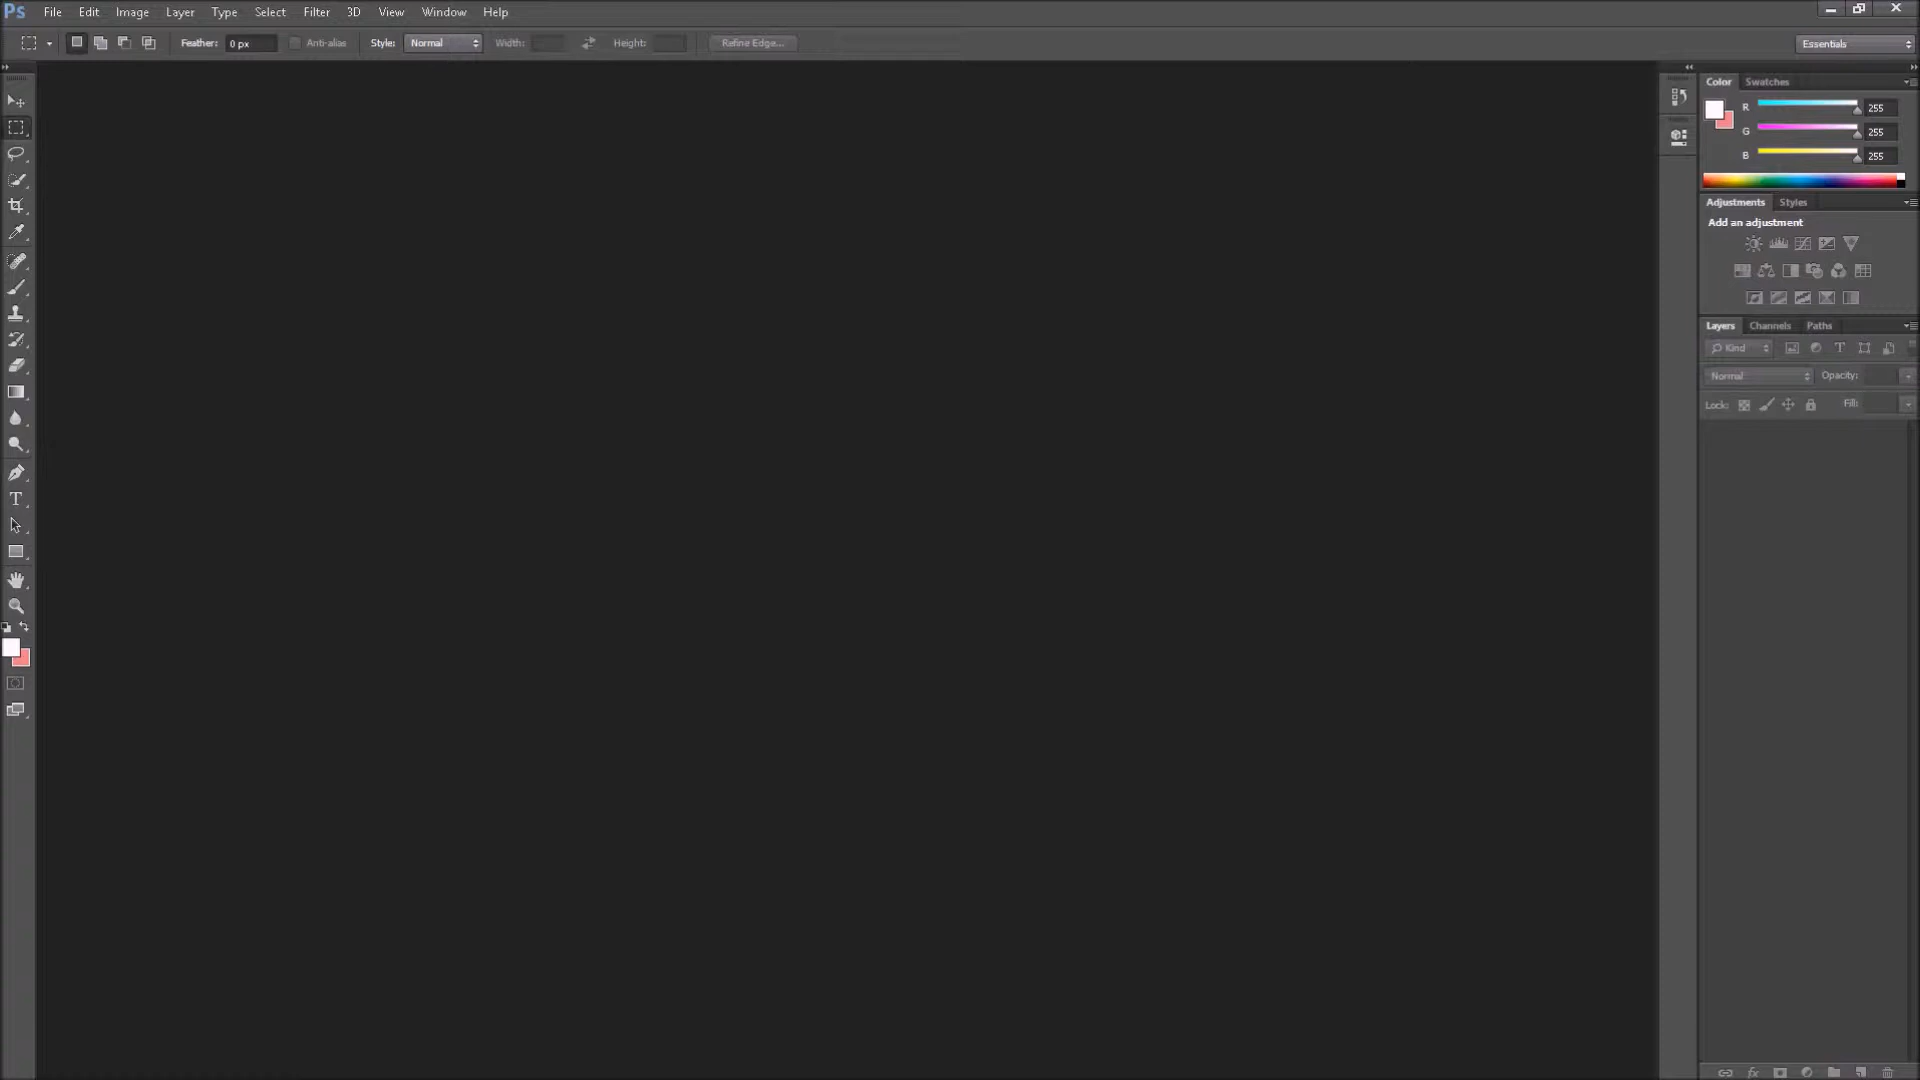 Ps File Edit Image Layer Type Select Filter 3D View Window Help
Feather: 0 px Anti-alias Style: Normal Width: Height: Refine Edge... Essentials
Color Swatches
R 255
G 255
B 255
Adjustments Styles
Add an adjustment
Layers Channels Paths
Kind T
Normal Opacity:
Lock: Fill:
T
fx